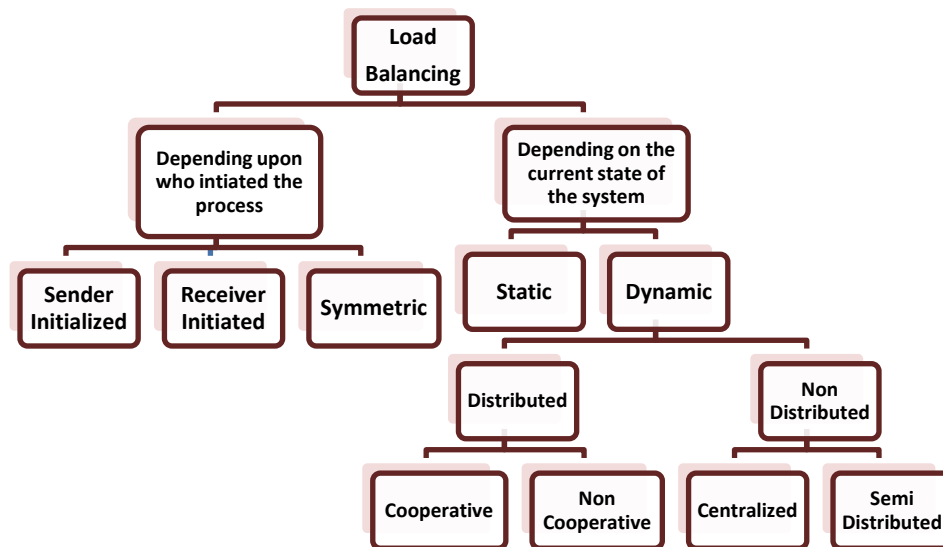 Load
Balancing
Depending upon
who intiated the
process
Depending on the
current state of
the system
Sender
Initialized
Receiver
Initiated
Symmetric
Static
Dynamic
Distributed
Non
Distributed
Cooperative
Non
Cooperative
Centralized
Semi
Distributed